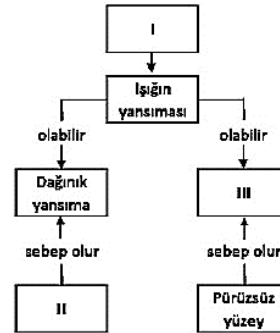 I
Işığın
yansıması
olabilir
olabilir
Dağınık
yansıma
III
sebep olur
sebep olur
II
Pürüzsüz
yüzey